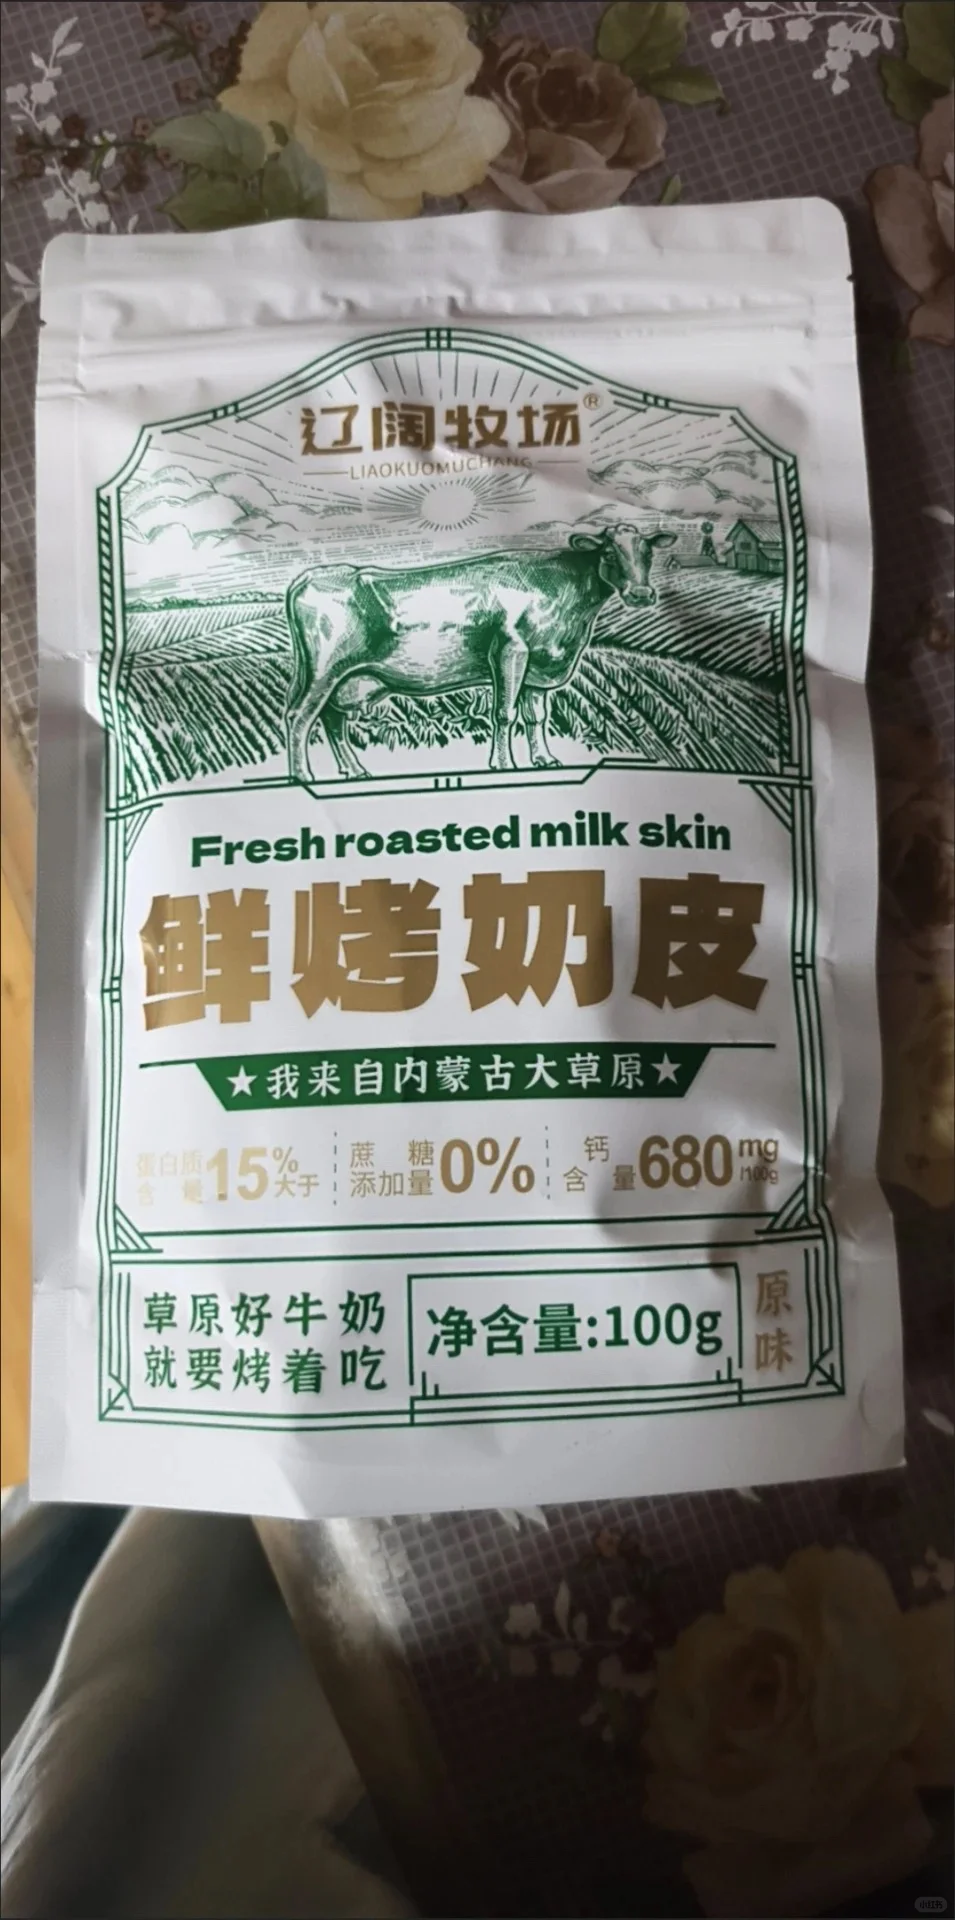 辽阔牧场®
LIAOKUOMUCHANG
Fresh roasted milk skin
鲜烤奶皮
★我来自内蒙古大草原★
蛋白质含量15%大于
蔗糖添加量0%
钙含量680mg/100g
草原好牛奶
就要烤着吃
净含量:100g
原味
小红书